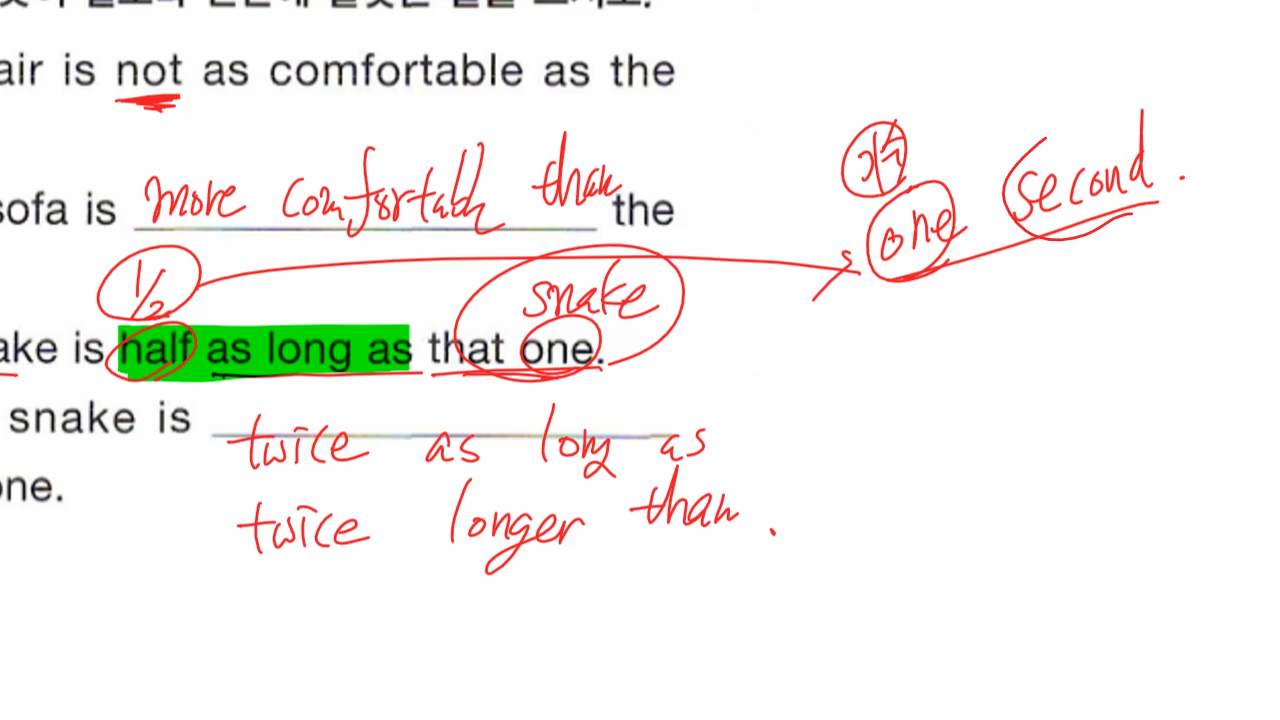 air is not as comfortable as the
sofa is more comfortable than the
1/2 snake one second.
ake is half as long as that one.
snake is twice as long as
one. twice longer than.